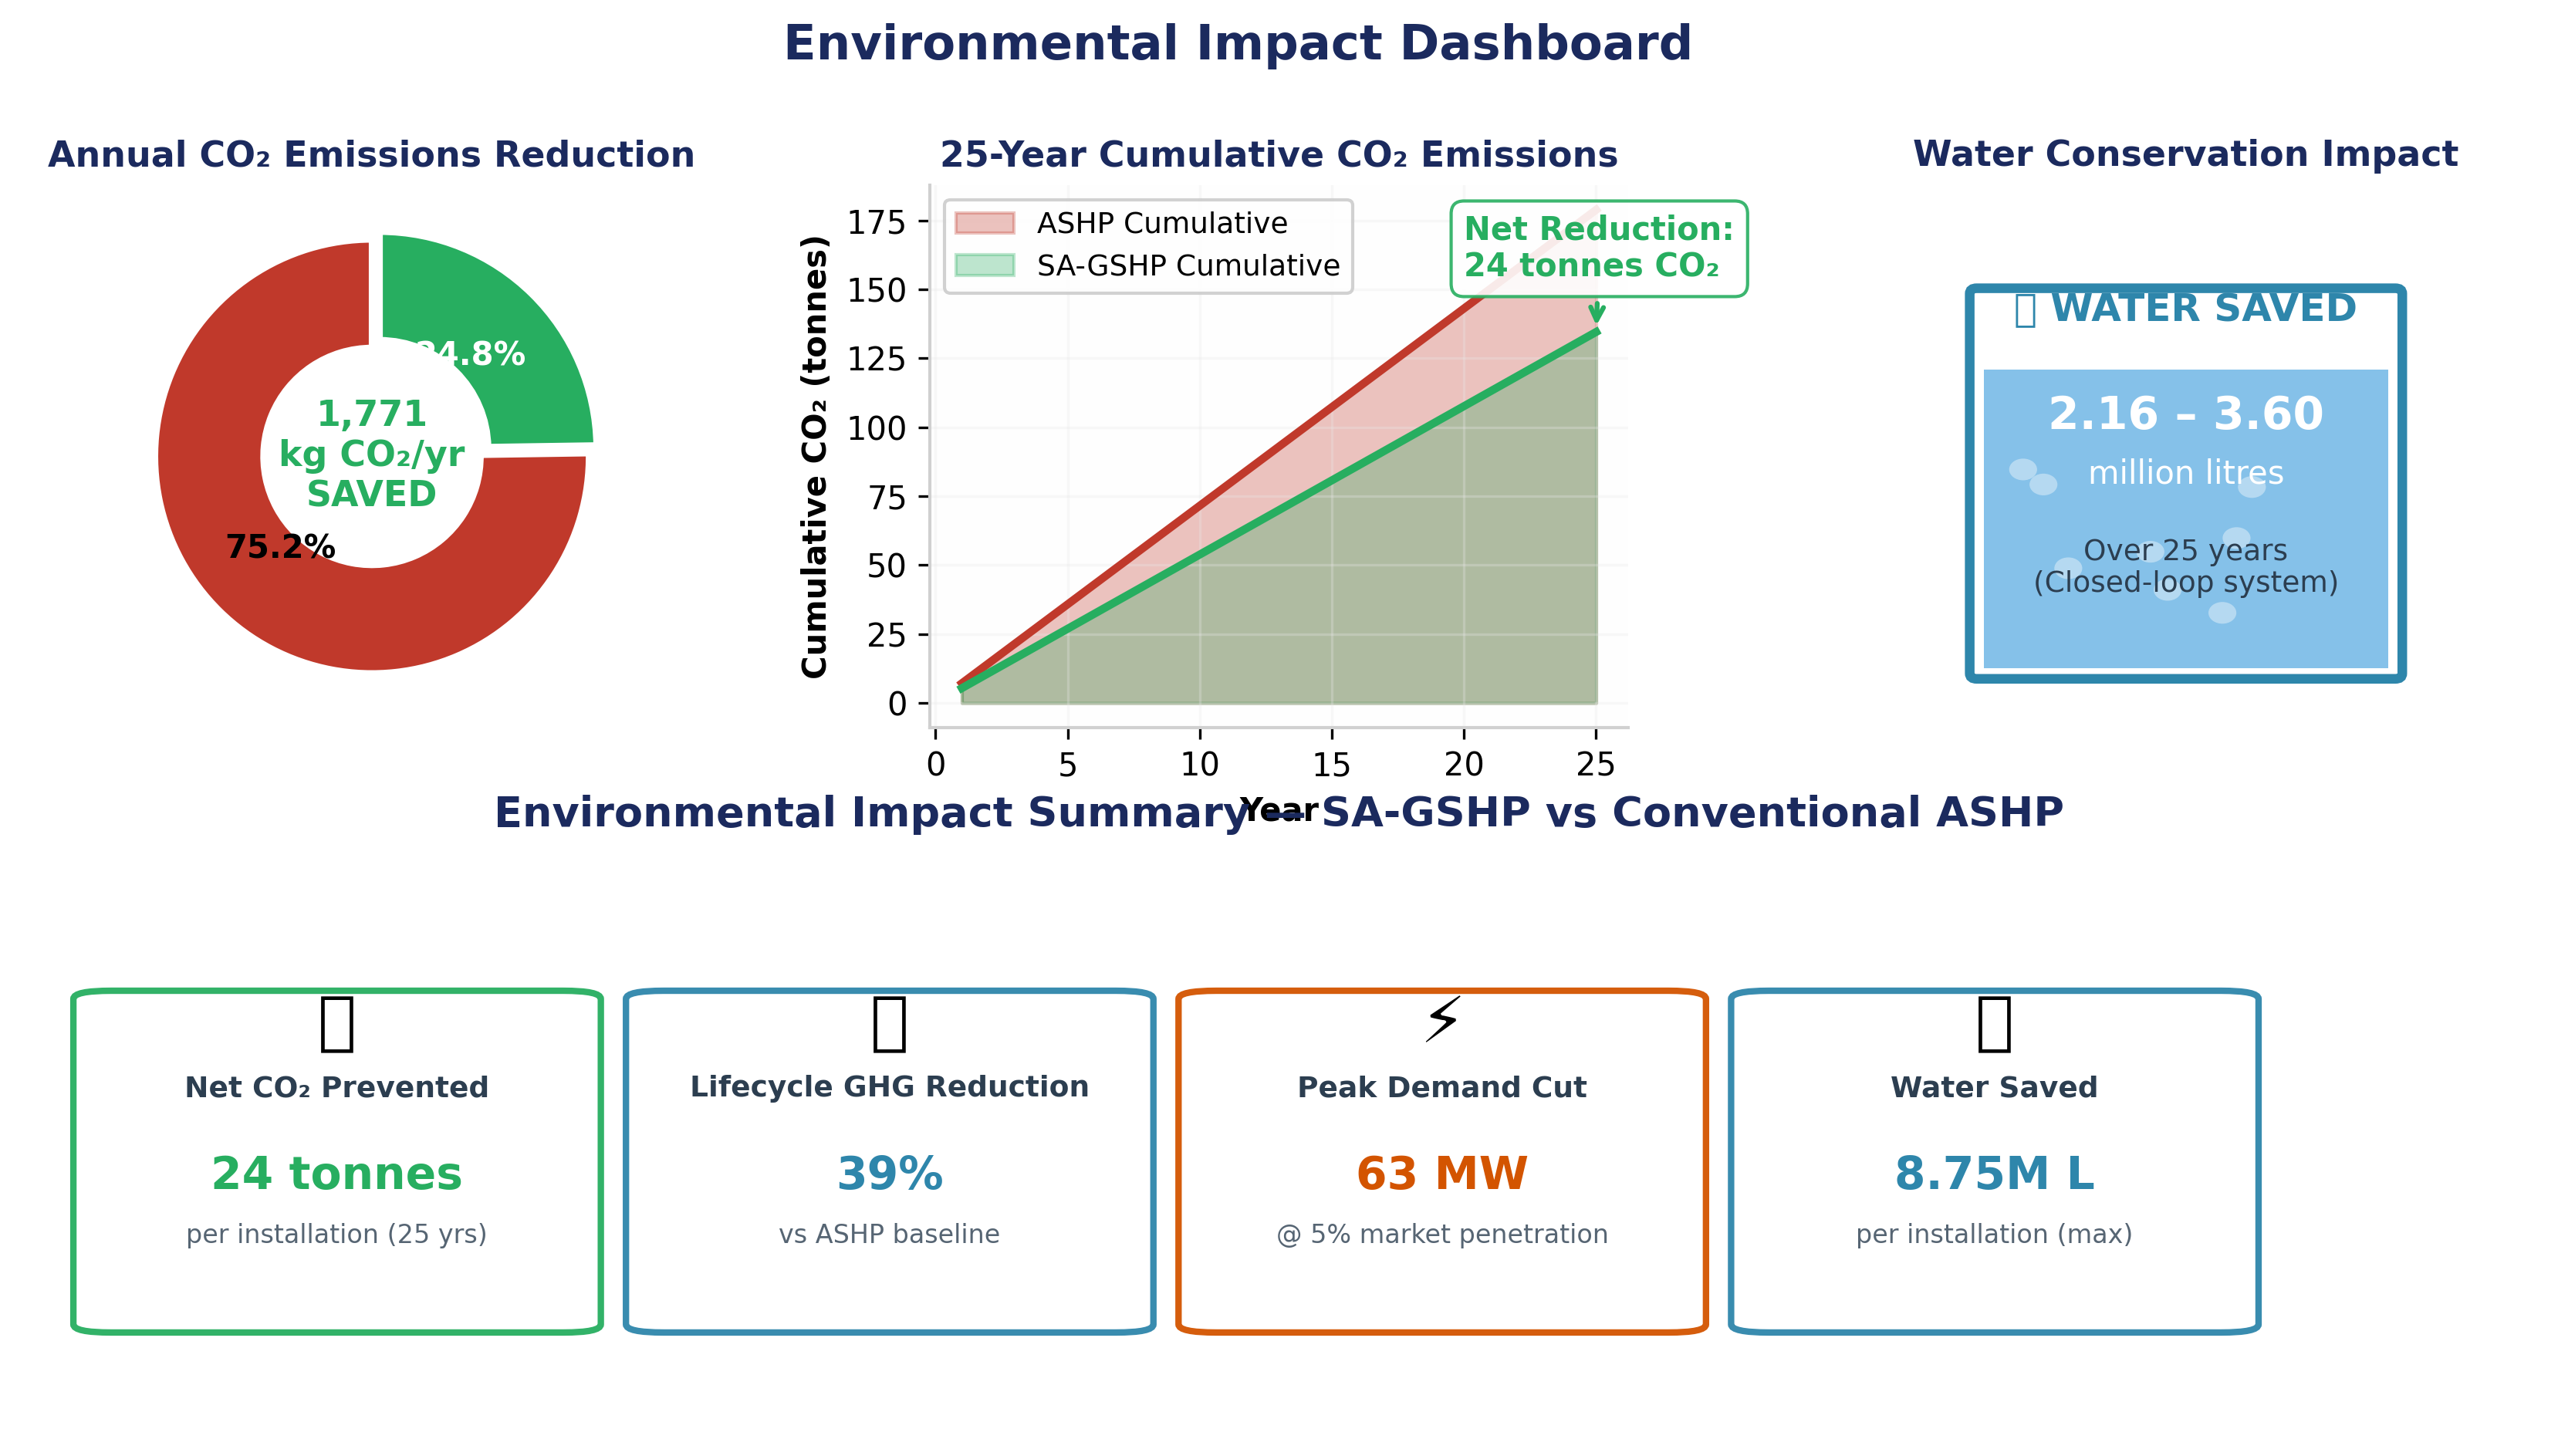 Environmental Impact Dashboard
Annual CO₂ Emissions Reduction
24.8%
1,771
kg CO₂/yr
SAVED
75.2%
25-Year Cumulative CO₂ Emissions
Cumulative CO₂ (tonnes)
175
150
125
100
75
50
25
0
ASHP Cumulative
SA-GSHP Cumulative
Net Reduction:
24 tonnes CO₂
0 5 10 15 20 25
Year
Water Conservation Impact
WATER SAVED
2.16 – 3.60
million litres
Over 25 years
(Closed-loop system)
Environmental Impact Summary — SA-GSHP vs Conventional ASHP
Net CO₂ Prevented
24 tonnes
per installation (25 yrs)
Lifecycle GHG Reduction
39%
vs ASHP baseline
⚡
Peak Demand Cut
63 MW
@ 5% market penetration
Water Saved
8.75M L
per installation (max)